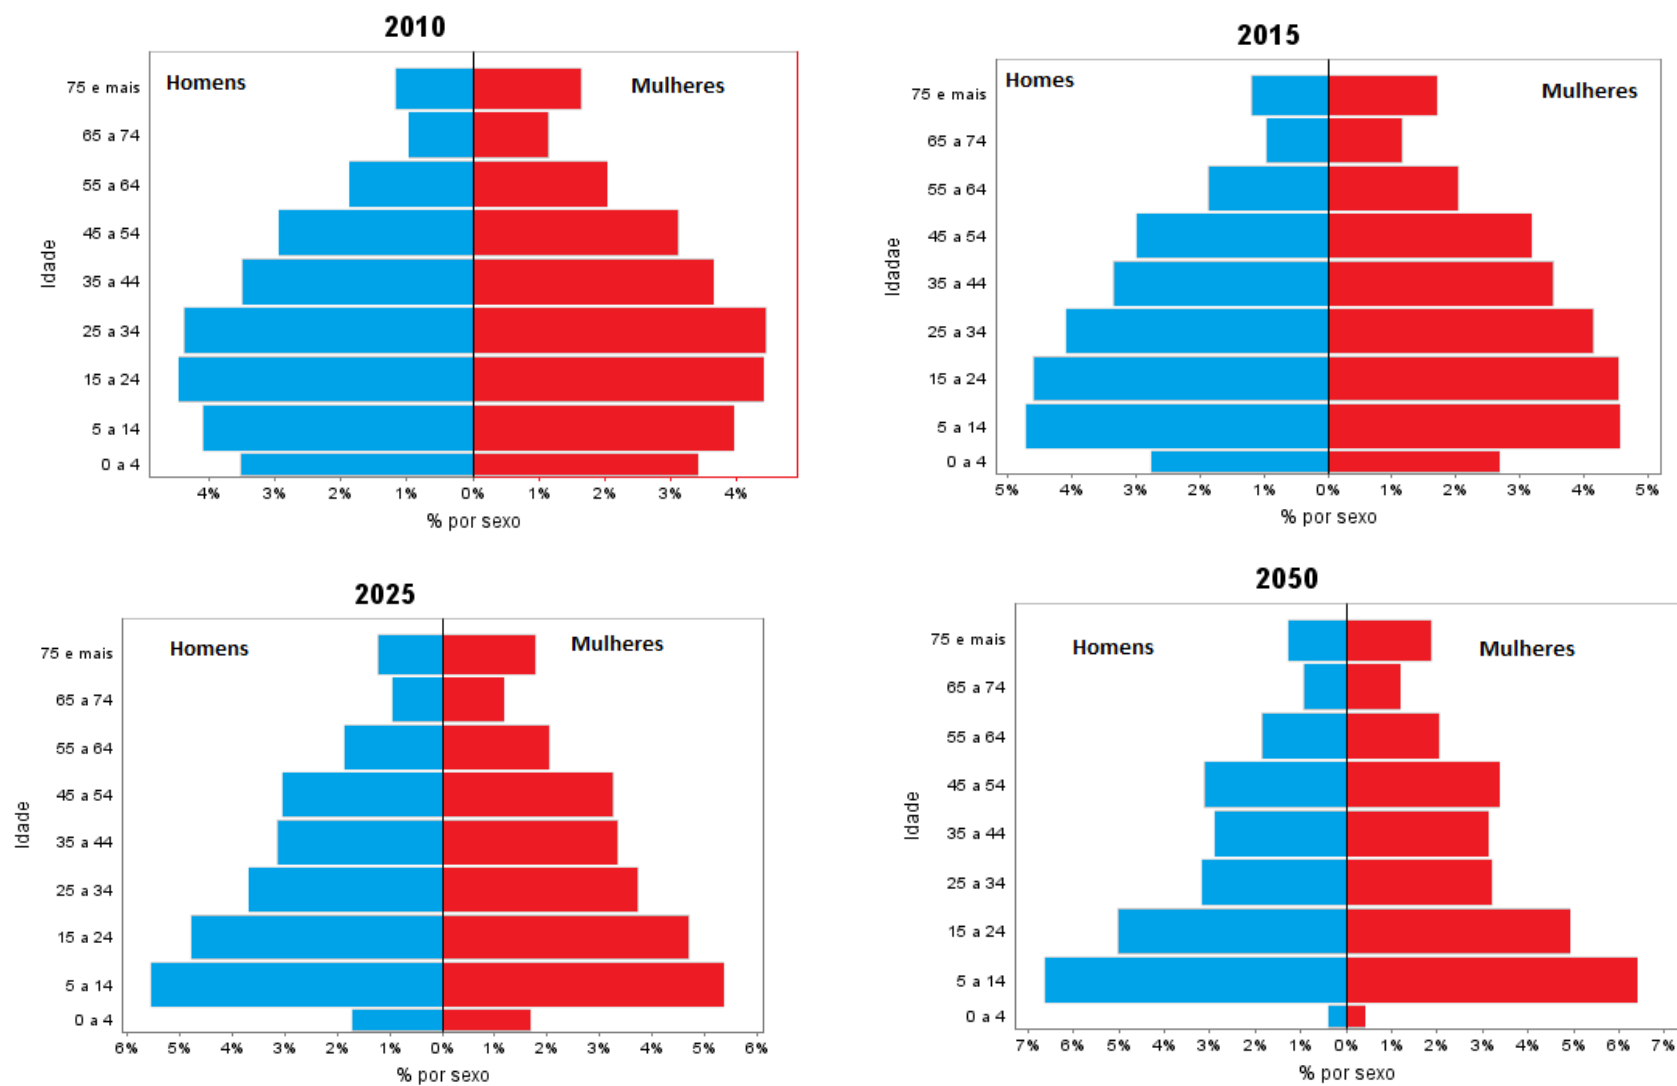 2010
Homens
Mulheres
75 e mais
65 a 74
55 a 64
45 a 54
35 a 44
25 a 34
15 a 24
5 a 14
0 a 4
Idade
4% 3% 2% 1% 0% 1% 2% 3% 4%
% por sexo
2015
Homes
Mulheres
75 e mais
65 a 74
55 a 64
45 a 54
35 a 44
25 a 34
15 a 24
5 a 14
0 a 4
Idadae
5% 4% 3% 2% 1% 0% 1% 2% 3% 4% 5%
% por sexo
2025
Homens
Mulheres
75 e mais
65 a 74
55 a 64
45 a 54
35 a 44
25 a 34
15 a 24
5 a 14
0 a 4
Idade
6% 5% 4% 3% 2% 1% 0% 1% 2% 3% 4% 5% 6%
% por sexo
2050
Homens
Mulheres
75 e mais
65 a 74
55 a 64
45 a 54
35 a 44
25 a 34
15 a 24
5 a 14
0 a 4
Idade
7% 6% 5% 4% 3% 2% 1% 0% 1% 2% 3% 4% 5% 6% 7%
% por sexo